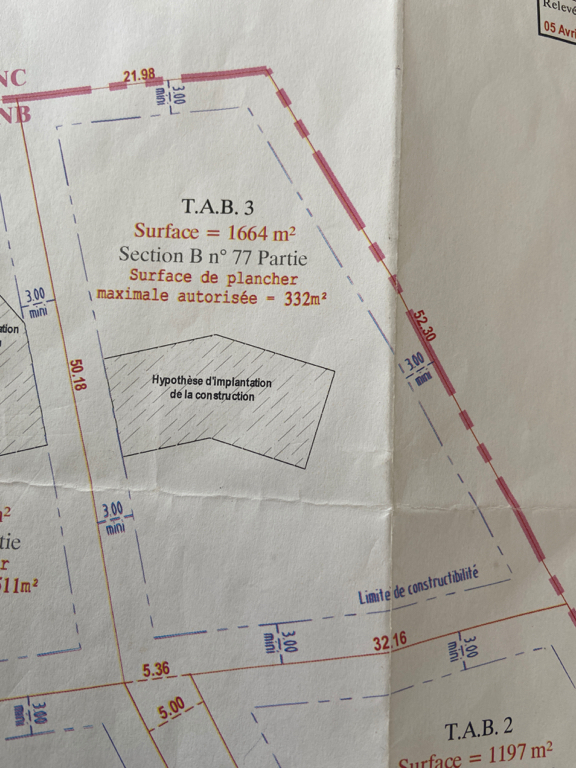 Relevé
05 Avri
NC
NB
21.98
3.00
mini
T.A.B. 3
Surface = 1664 m²
Section B n° 77 Partie
Surface de plancher
maximale autorisée = 332m²
3.00
mini
52.30
50.18
3.00
mini
Hypothèse d'implantation
de la construction
3.00
mini
m²
tie
r
511m²
Limite de constructibilité
3.00
mini
32.16
3.00
mini
5.36
5.00
3.00
mini
T.A.B. 2
Surface = 1197 m²